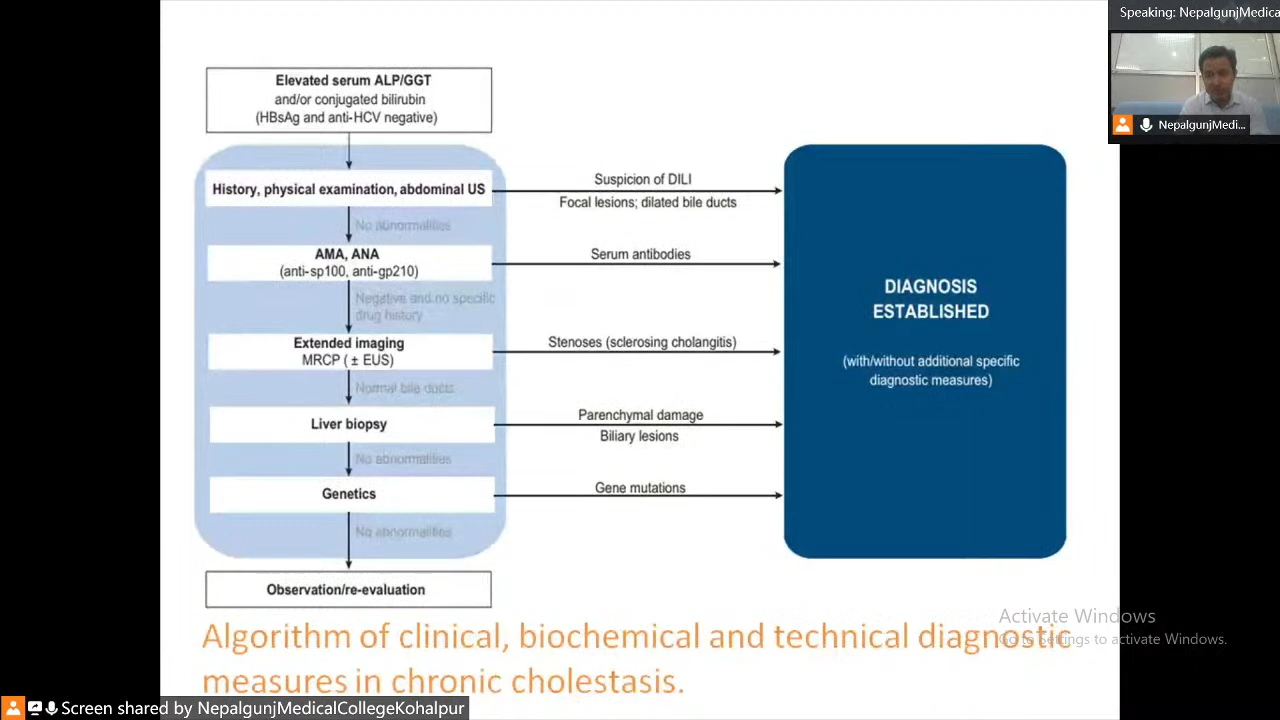 Speaking: NepalgunjMedica
NepalgunjMedi...
Elevated serum ALP/GGT
and/or conjugated bilirubin
(HBsAg and anti-HCV negative)
History, physical examination, abdominal US
Suspicion of DILI
Focal lesions; dilated bile ducts
No abnormalities
AMA, ANA
(anti-sp100, anti-gp210)
Serum antibodies
Negative and no specific
drug history
Extended imaging
MRCP ( ± EUS)
Stenoses (sclerosing cholangitis)
Normal bile ducts
Liver biopsy
Parenchymal damage
Biliary lesions
No abnormalities
Genetics
Gene mutations
No abnormalities
Observation/re-evaluation
DIAGNOSIS
ESTABLISHED
(with/without additional specific
diagnostic measures)
Algorithm of clinical, biochemical and technical diagnostic
measures in chronic cholestasis.
Activate Windows
Go to Settings to activate Windows.
Screen shared by NepalgunjMedicalCollegeKohalpur